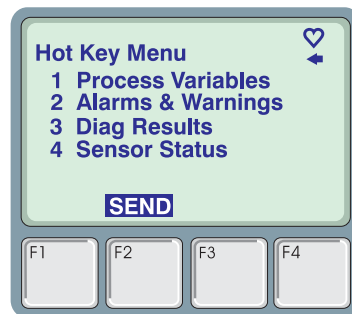 Hot Key Menu
1 Process Variables
2 Alarms & Warnings
3 Diag Results
4 Sensor Status
SEND
F1 F2 F3 F4